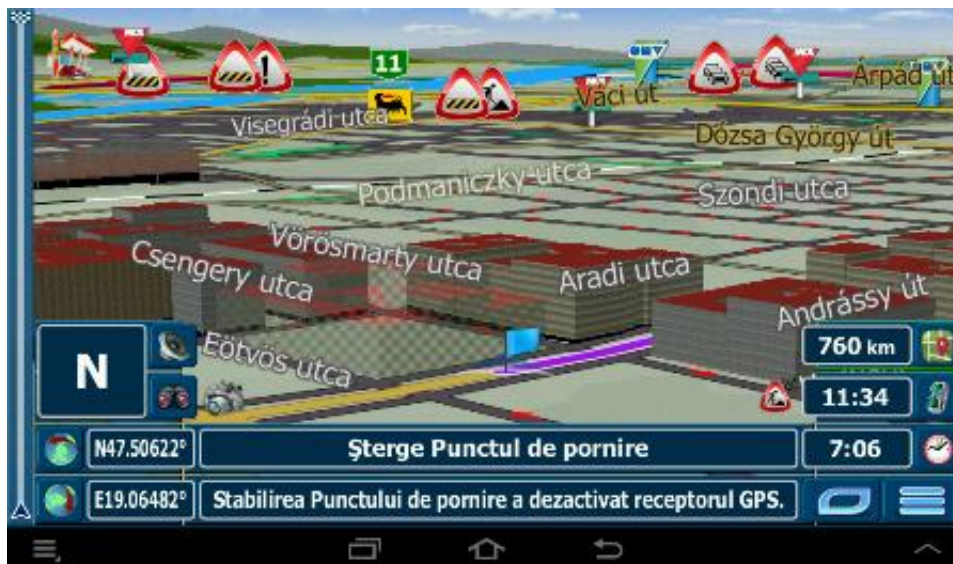 11
Váci út
Árpád út
Visegrádi utca
Dózsa György út
Podmaniczky utca
Szondi utca
Vörösmarty utca
Csengery utca
Aradi utca
Andrássy út
Eötvös utca
N
760 km
11:34
N47.50622°
Şterge Punctul de pornire
7:06
E19.06482°
Stabilirea Punctului de pornire a dezactivat receptorul GPS.